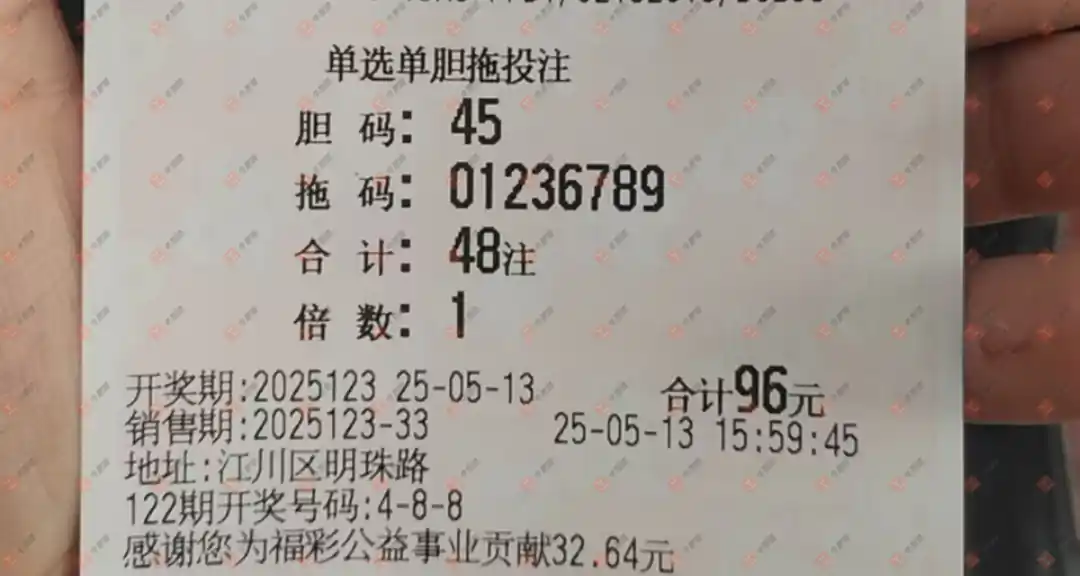 单选单胆拖投注
胆 码: 45
拖 码: 01236789
合 计: 48注
倍 数: 1
开奖期:2025123 25-05-13 合计96元
销售期:2025123-33 25-05-13 15:59:45
地址:江川区明珠路
122期开奖号码:4-8-8
感谢您为福彩公益事业贡献32.64元